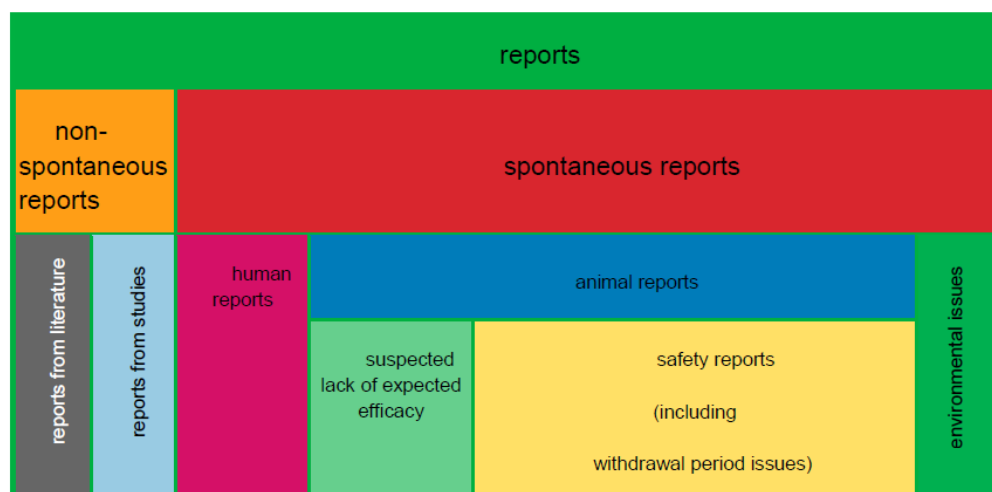 reports
non-
spontaneous
reports
spontaneous reports
reports from literature
reports from studies
human
reports
animal reports
suspected
lack of expected
efficacy
safety reports
(including
withdrawal period issues)
environmental issues